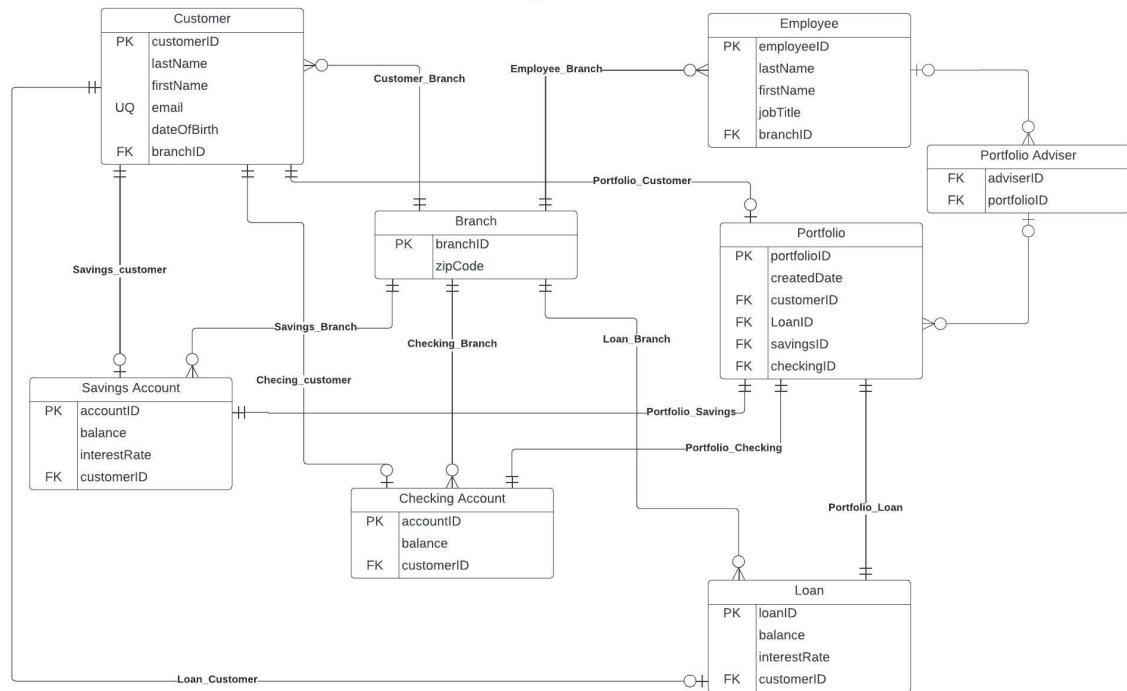 Customer
PK customerID
lastName
firstName
UQ email
dateOfBirth
FK branchID
Employee
PK employeeID
lastName
firstName
jobTitle
FK branchID
Customer_Branch
Employee_Branch
Portfolio Adviser
FK adviserID
FK portfolioID
Portfolio_Customer
Branch
PK branchID
zipCode
Portfolio
PK portfolioID
createdDate
FK customerID
FK LoanID
FK savingsID
FK checkingID
Savings_customer
Savings_Branch
Checking_Branch
Loan_Branch
Checing_customer
Savings Account
PK accountID
balance
interestRate
FK customerID
Portfolio_Savings
Portfolio_Checking
Checking Account
PK accountID
balance
FK customerID
Portfolio_Loan
Loan
PK loanID
balance
interestRate
FK customerID
Loan_Customer